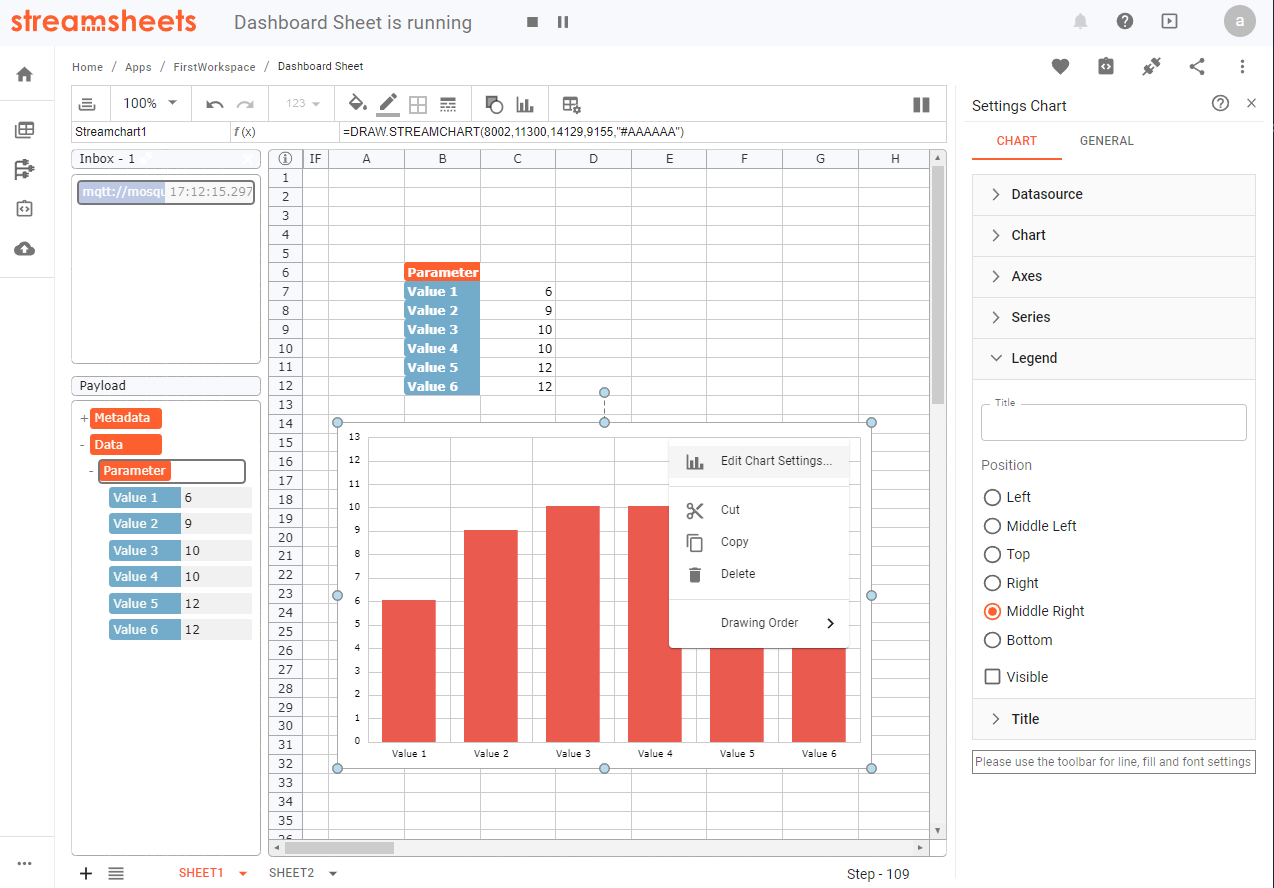 streamsheets
Dashboard Sheet is running
a
Home / Apps / FirstWorkspace / Dashboard Sheet
100%
123
Streamchart1
f (x)
=DRAW.STREAMCHART(8002,11300,14129,9155,"#AAAAAA")
Inbox - 1
mqtt://mosqu 17:12:15.297
Payload
+ Metadata
- Data
- Parameter
Value 1 6
Value 2 9
Value 3 10
Value 4 10
Value 5 12
Value 6 12
IF A B C D E F G H
1
2
3
4
5
6 Parameter
7 Value 1 6
8 Value 2 9
9 Value 3 10
10 Value 4 10
11 Value 5 12
12 Value 6 12
13
14
15
16
17
18
19
20
21
22
23
24
25
26
27
28
29
30
31
32
33
34
35
36
13
12
11
10
9
8
7
6
5
4
3
2
1
0
Value 1 Value 2 Value 3 Value 4 Value 5 Value 6
Edit Chart Settings...
Cut
Copy
Delete
Drawing Order
SHEET1
SHEET2
Step - 109
Settings Chart
CHART
GENERAL
Datasource
Chart
Axes
Series
Legend
Title
Position
Left
Middle Left
Top
Right
Middle Right
Bottom
Visible
Title
Please use the toolbar for line, fill and font settings